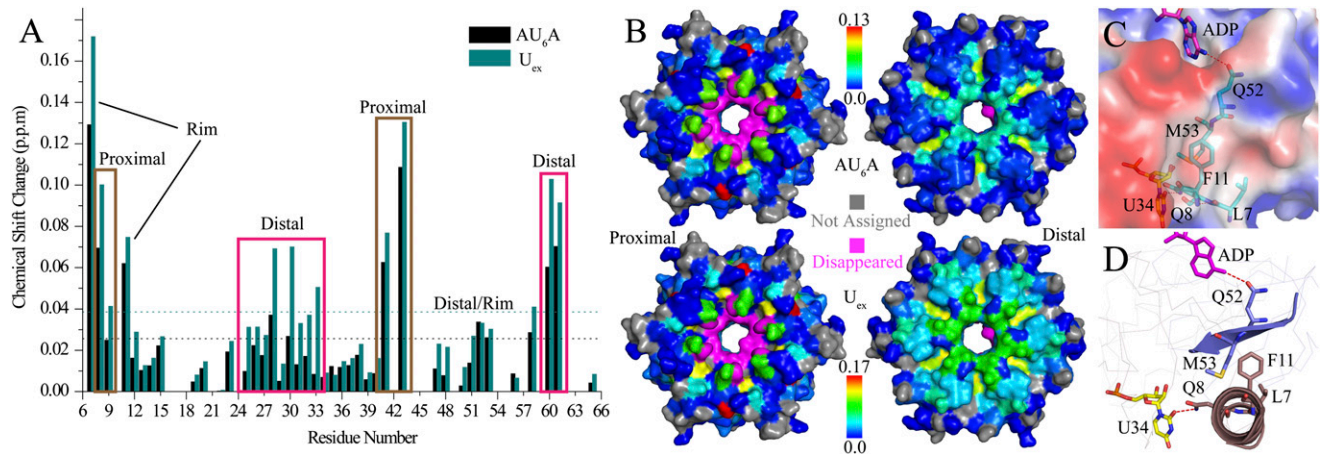 A
AU6A
Uex
Chemical Shift Change (p.p.m)
0.16
0.14
0.12
0.10
0.08
0.06
0.04
0.02
0.00
Rim
Proximal
Distal
Proximal
Distal/Rim
Distal
6 9 12 15 18 21 24 27 30 33 36 39 42 45 48 51 54 57 60 63 66
Residue Number
B
0.13
0.0
AU6A
Not Assigned
Disappeared
Proximal
Distal
Uex
0.17
0.0
C
ADP
Q52
M53
F11
U34
Q8
L7
D
ADP
Q52
M53
F11
Q8
L7
U34